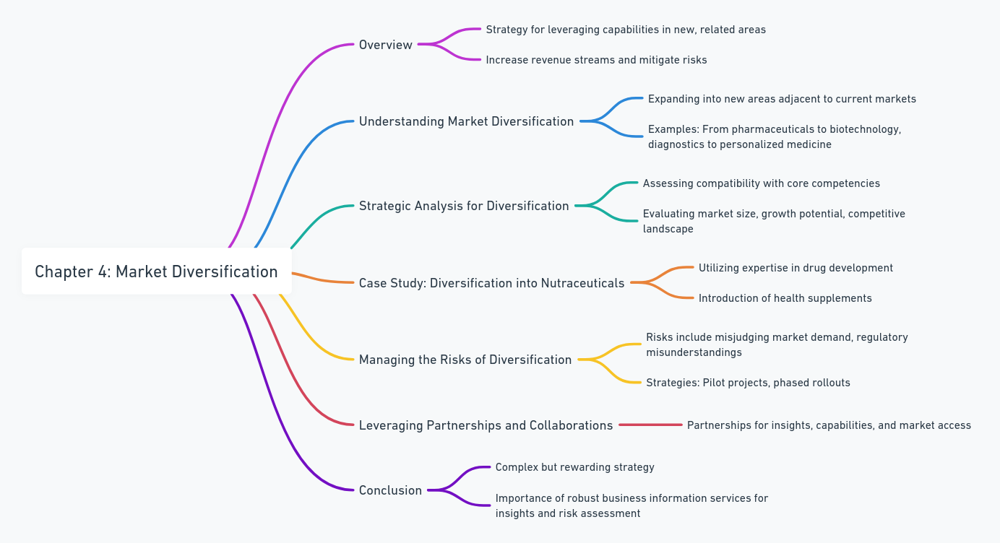 Chapter 4: Market Diversification
Overview
Strategy for leveraging capabilities in new, related areas
Increase revenue streams and mitigate risks
Understanding Market Diversification
Expanding into new areas adjacent to current markets
Examples: From pharmaceuticals to biotechnology,
diagnostics to personalized medicine
Strategic Analysis for Diversification
Assessing compatibility with core competencies
Evaluating market size, growth potential, competitive
landscape
Case Study: Diversification into Nutraceuticals
Utilizing expertise in drug development
Introduction of health supplements
Managing the Risks of Diversification
Risks include misjudging market demand, regulatory
misunderstandings
Strategies: Pilot projects, phased rollouts
Leveraging Partnerships and Collaborations
Partnerships for insights, capabilities, and market access
Conclusion
Complex but rewarding strategy
Importance of robust business information services for
insights and risk assessment